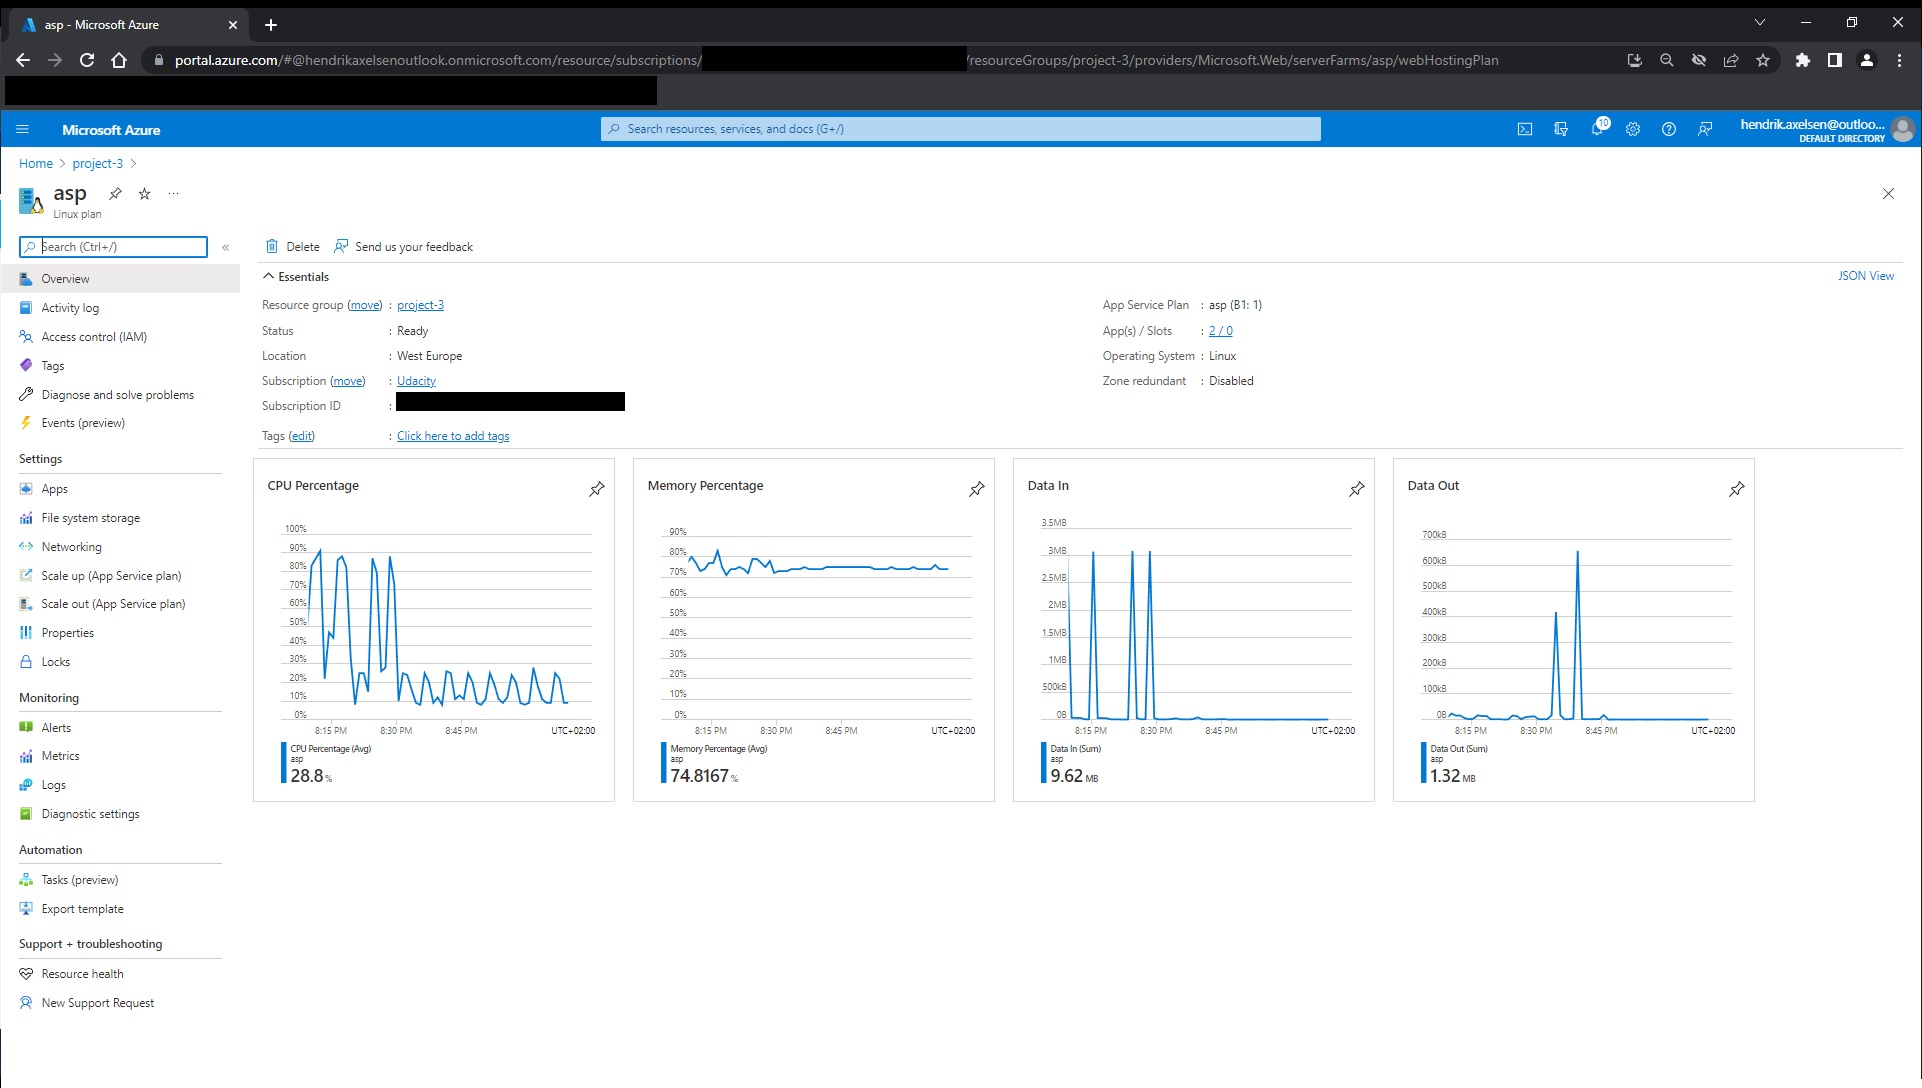 asp - Microsoft Azure
portal.azure.com/#@hendrikaxelsenoutlook.onmicrosoft.com/resource/subscriptions/ /resourceGroups/project-3/providers/Microsoft.Web/serverFarms/asp/webHostingPlan
Microsoft Azure
Search resources, services, and docs (G+/)
10
hendrik.axelsen@outloo...
DEFAULT DIRECTORY
Home > project-3 >
asp
Linux plan
Search (Ctrl+/)
«
Overview
Activity log
Access control (IAM)
Tags
Diagnose and solve problems
Events (preview)
Settings
Apps
File system storage
Networking
Scale up (App Service plan)
Scale out (App Service plan)
Properties
Locks
Monitoring
Alerts
Metrics
Logs
Diagnostic settings
Automation
Tasks (preview)
Export template
Support + troubleshooting
Resource health
New Support Request
Delete
Send us your feedback
Essentials
JSON View
Resource group (move) : project-3
Status : Ready
Location : West Europe
Subscription (move) : Udacity
Subscription ID :
Tags (edit) : Click here to add tags
App Service Plan : asp (B1: 1)
App(s) / Slots : 2 / 0
Operating System : Linux
Zone redundant : Disabled
CPU Percentage
100%
90%
80%
70%
60%
50%
40%
30%
20%
10%
0%
8:15 PM 8:30 PM 8:45 PM UTC+02:00
CPU Percentage (Avg)
asp
28.8 %
Memory Percentage
90%
80%
70%
60%
50%
40%
30%
20%
10%
0%
8:15 PM 8:30 PM 8:45 PM UTC+02:00
Memory Percentage (Avg)
asp
74.8167 %
Data In
3.5MB
3MB
2.5MB
2MB
1.5MB
1MB
500kB
0B
8:15 PM 8:30 PM 8:45 PM UTC+02:00
Data In (Sum)
asp
9.62 MB
Data Out
700kB
600kB
500kB
400kB
300kB
200kB
100kB
0B
8:15 PM 8:30 PM 8:45 PM UTC+02:00
Data Out (Sum)
asp
1.32 MB